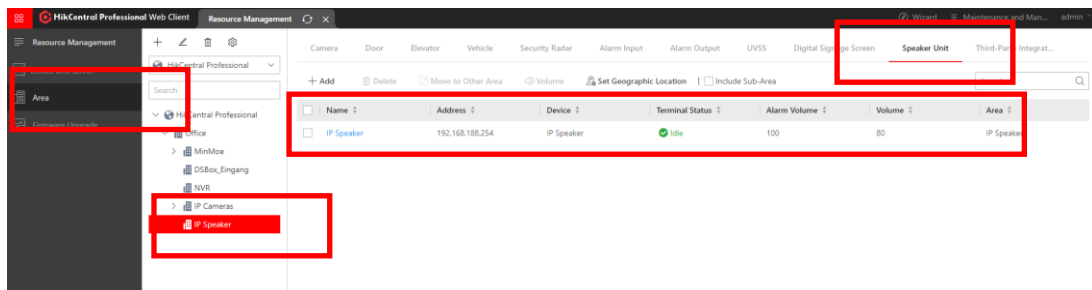 HikCentral Professional Web Client
Resource Management
Wizard
Maintenance and Man...
admin
Resource Management
Area
Firmware Upgrade
HikCentral Professional
Search
HikCentral Professional
Office
MinMoe
DSBox_Eingang
NVR
IP Cameras
IP Speaker
Camera Door Elevator Vehicle Security Radar Alarm Input Alarm Output UVSS Digital Signage Screen Speaker Unit Third-Party Integrat...
Add Delete Move to Other Area Volume Set Geographic Location Include Sub-Area
Name Address Device Terminal Status Alarm Volume Volume Area
IP Speaker 192.168.188.254 IP Speaker Idle 100 80 IP Speaker